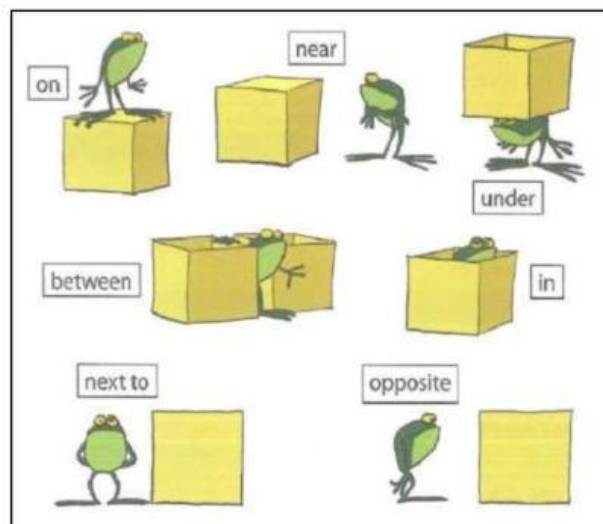 near
on
under
between
in
next to
opposite